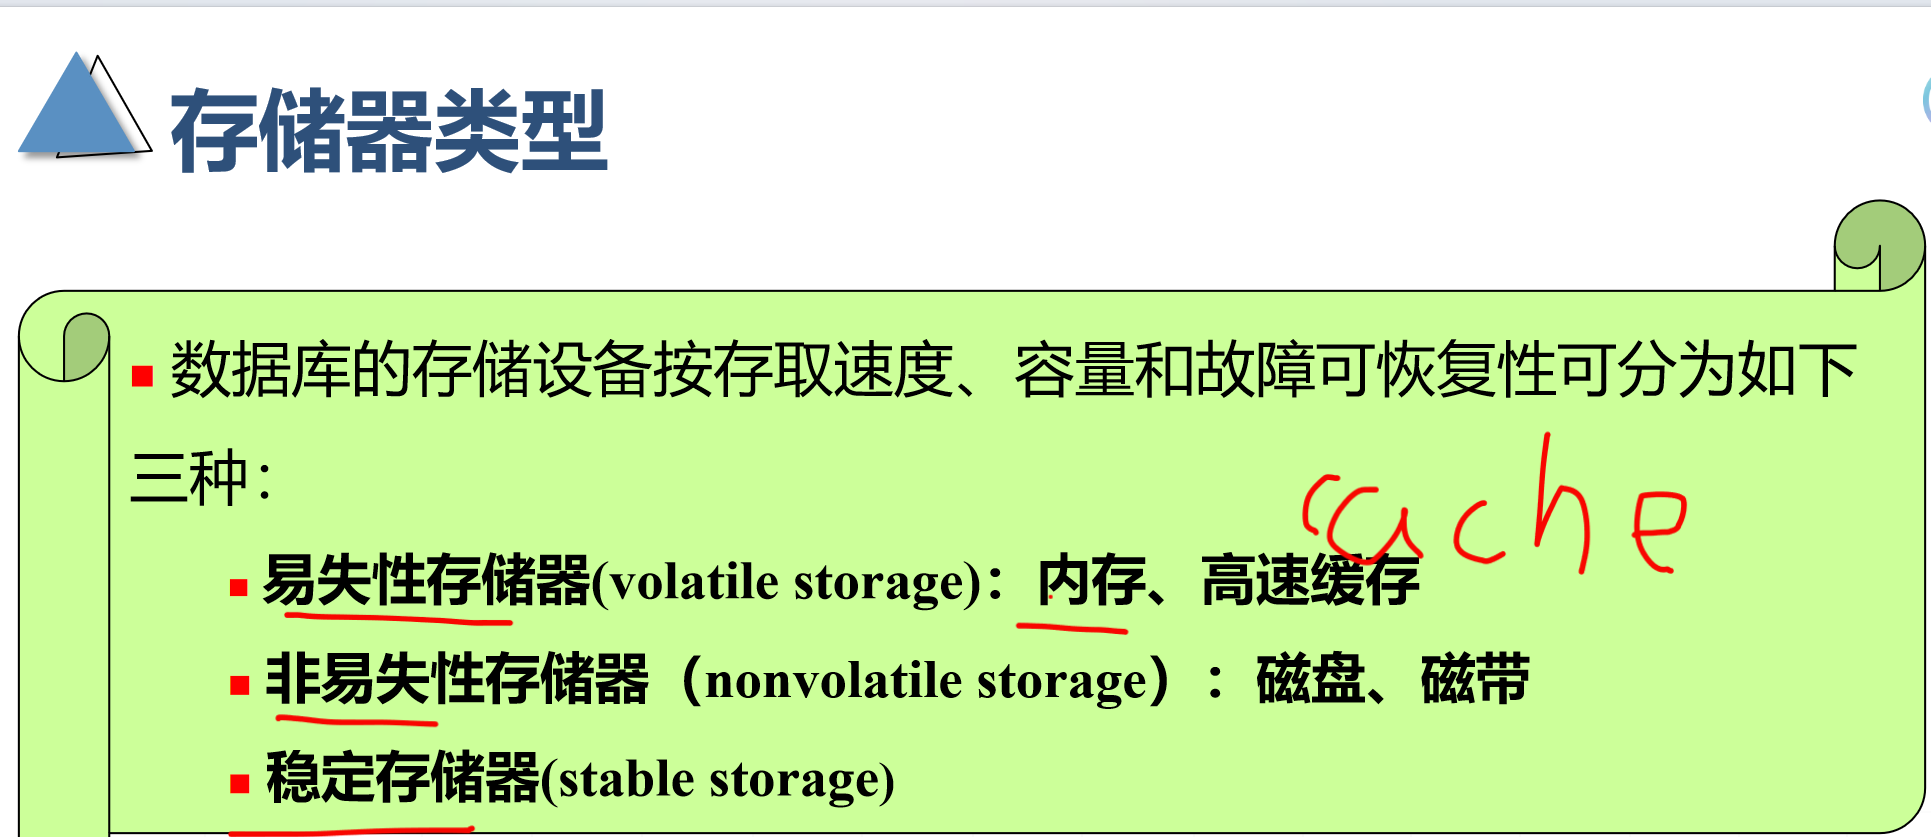 存储器类型
数据库的存储设备按存取速度、容量和故障可恢复性可分为如下
三种：
cache
易失性存储器(volatile storage)：内存、高速缓存
非易失性存储器（nonvolatile storage）：磁盘、磁带
稳定存储器(stable storage)